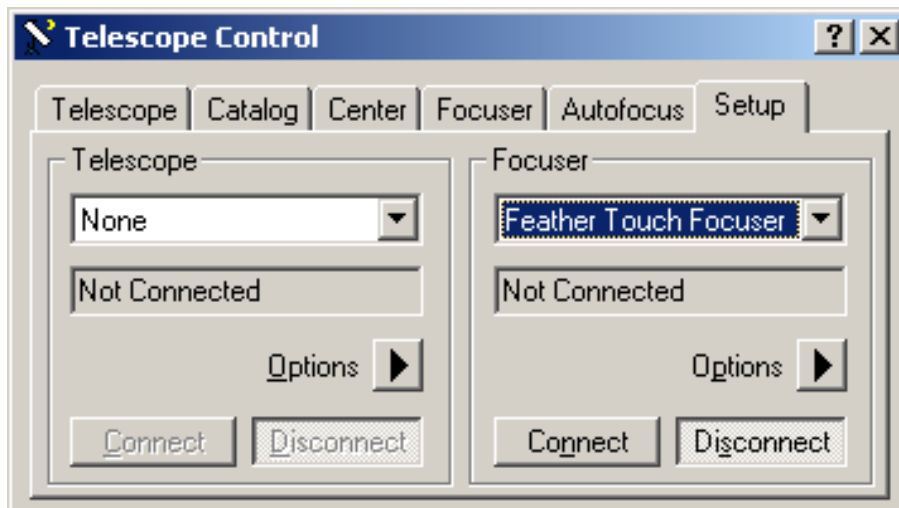 Telescope Control
Telescope Catalog Center Focuser Autofocus Setup
Telescope
None
Not Connected
Options
Connect Disconnect
Focuser
Feather Touch Focuser
Not Connected
Options
Connect Disconnect